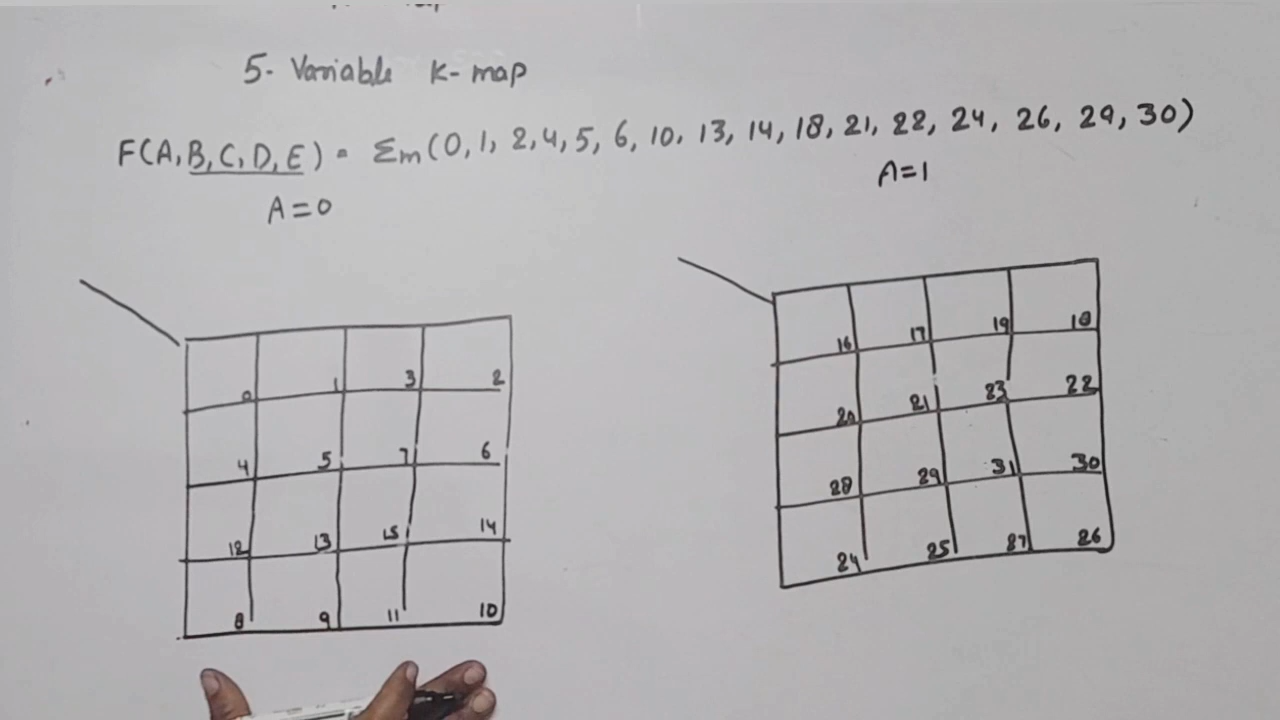 5- Variable K-map
F(A, B, C, D, E) = Σm(0, 1, 2, 4, 5, 6, 10, 13, 14, 18, 21, 22, 24, 26, 29, 30)
A=0
A=1
0 1 3 2
4 5 7 6
12 13 15 14
8 9 11 10
16 17 19 18
20 21 23 22
28 29 31 30
24 25 27 26